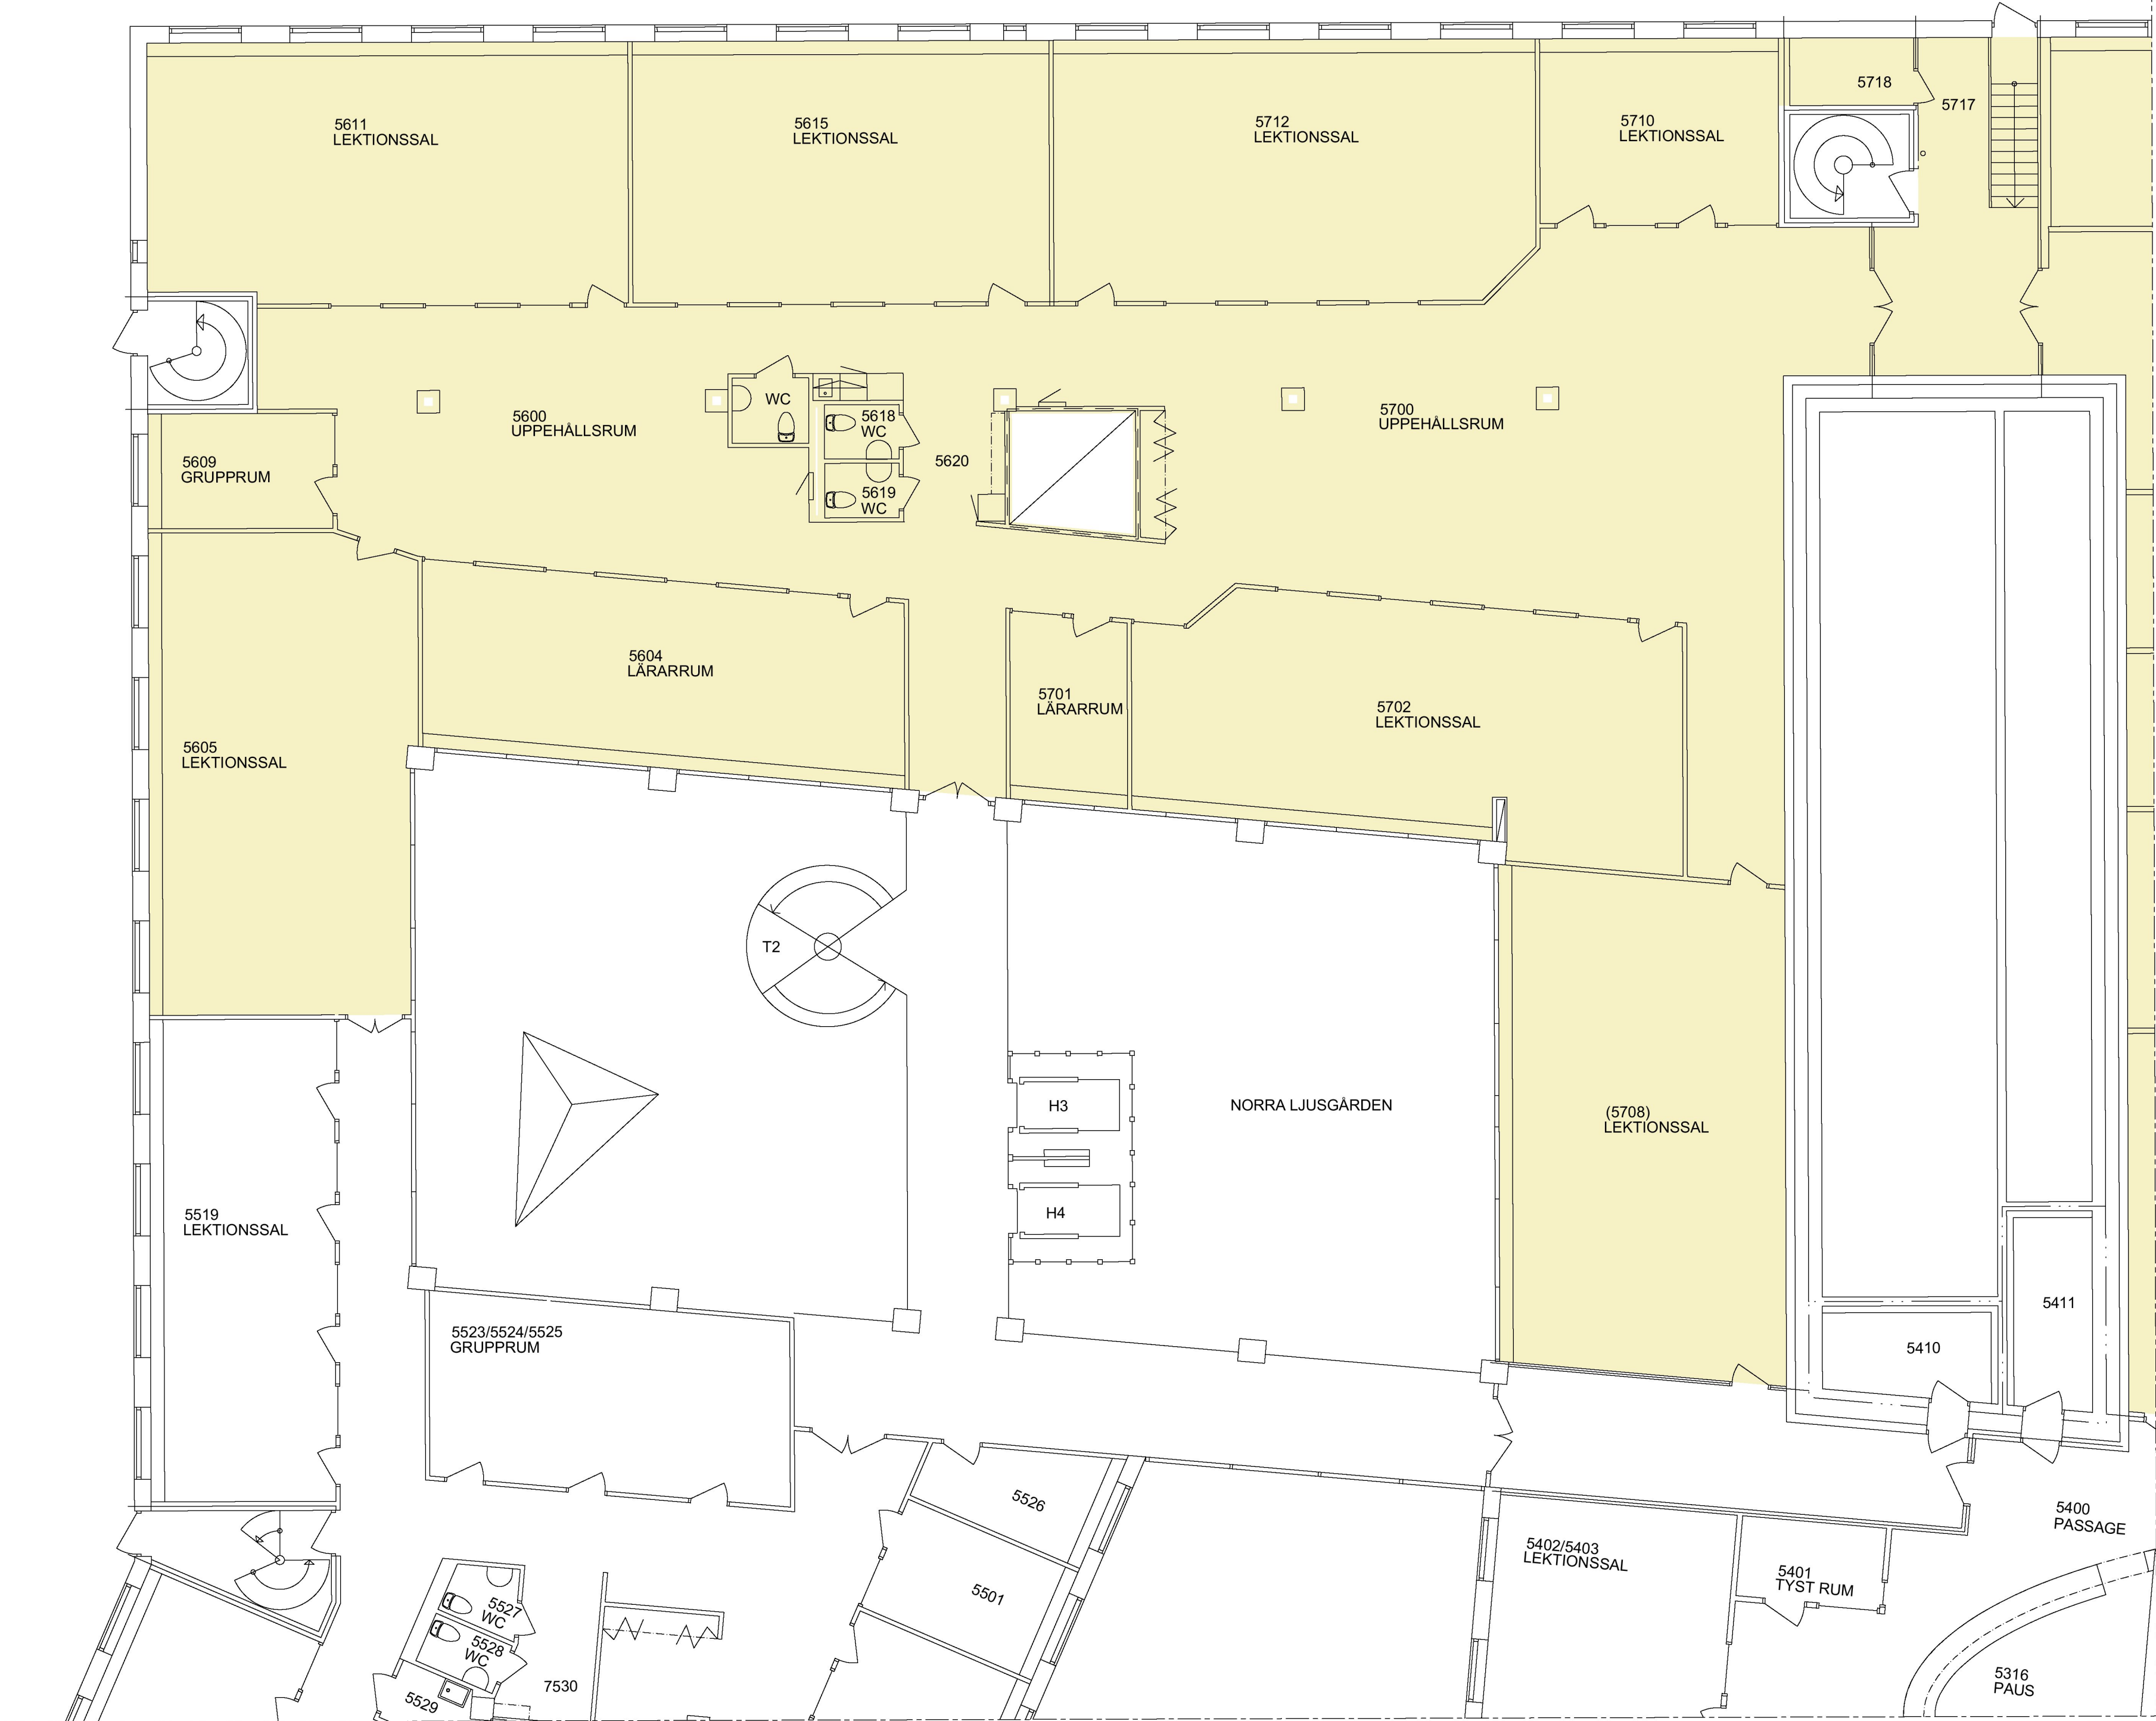 5718
5717
5611
LEKTIONSSAL
5615
LEKTIONSSAL
5712
LEKTIONSSAL
5710
LEKTIONSSAL
WC
5600
UPPEHÅLLSRUM
5618
WC
5700
UPPEHÅLLSRUM
5609
GRUPPRUM
5620
5619
WC
5604
LÄRARRUM
5701
LÄRARRUM
5702
LEKTIONSSAL
5605
LEKTIONSSAL
T2
H3
NORRA LJUSGÅRDEN
(5708)
LEKTIONSSAL
H4
5519
LEKTIONSSAL
5411
5523/5524/5525
GRUPPRUM
5410
5526
5400
PASSAGE
5402/5403
LEKTIONSSAL
5401
TYST RUM
5501
5527
WC
5528
WC
7530
5529
5316
PAUS